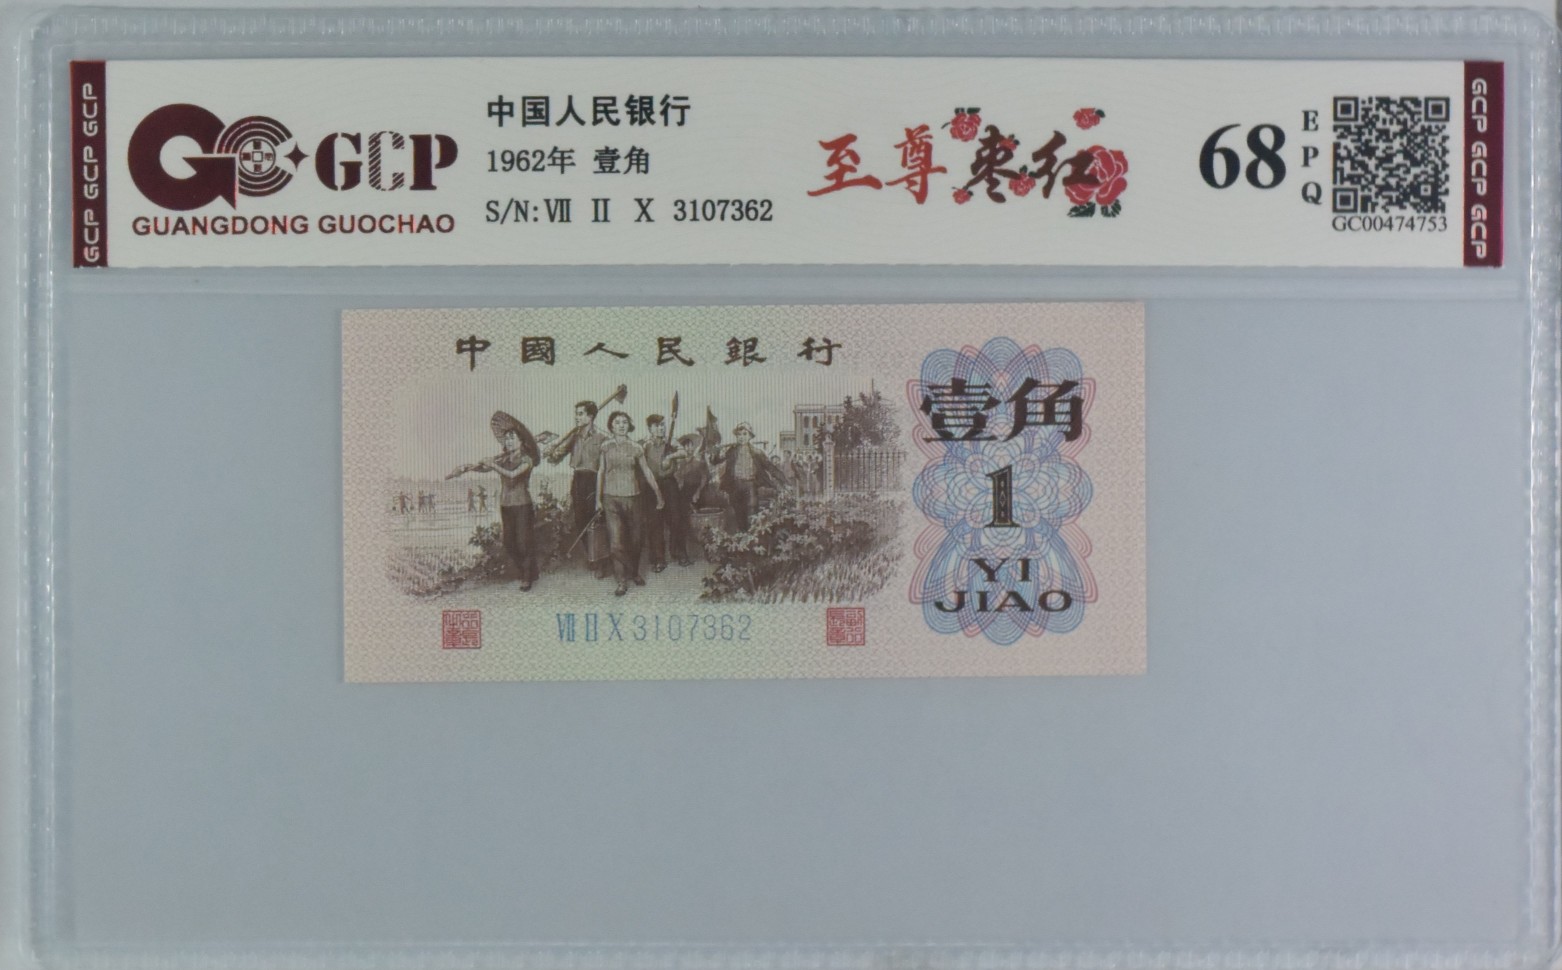 GCP GCP GCP
GCP
GUANGDONG GUOCHAO
中国人民银行
1962年 壹角
S/N:Ⅶ Ⅱ X 3107362
至尊枣红
68
EPQ
GC00474753
GCP GCP GCP
中國人民銀行
壹角
1
YI
JIAO
ⅦⅡX3107362